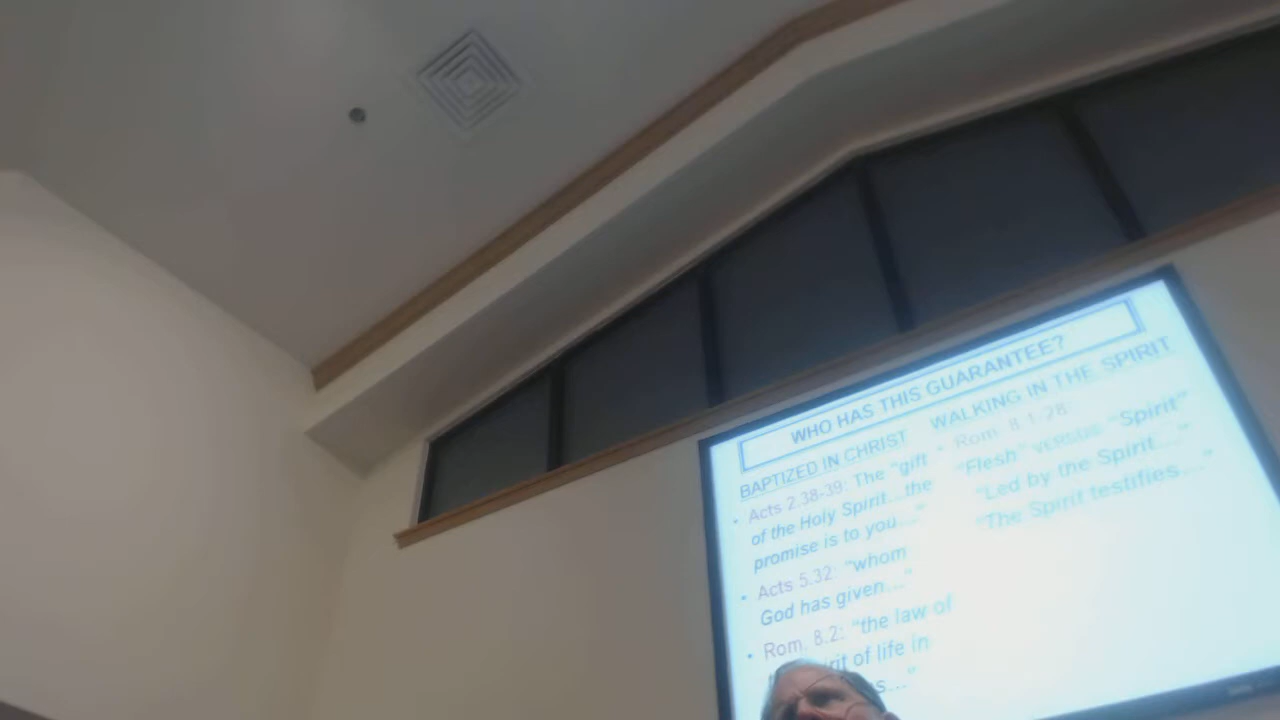 WHO HAS THIS GUARANTEE?
BAPTIZED IN CHRIST
• Acts 2.38-39: The "gift
of the Holy Spirit...the
promise is to you..."
• Acts 5.32: "whom
God has given..."
• Rom. 8.2: "the law of
of life in
WALKING IN THE SPIRIT
• Rom. 8.1-28
"Flesh" VERSUS "Spirit"
"Led by the Spirit..."
"The Spirit testifies..."